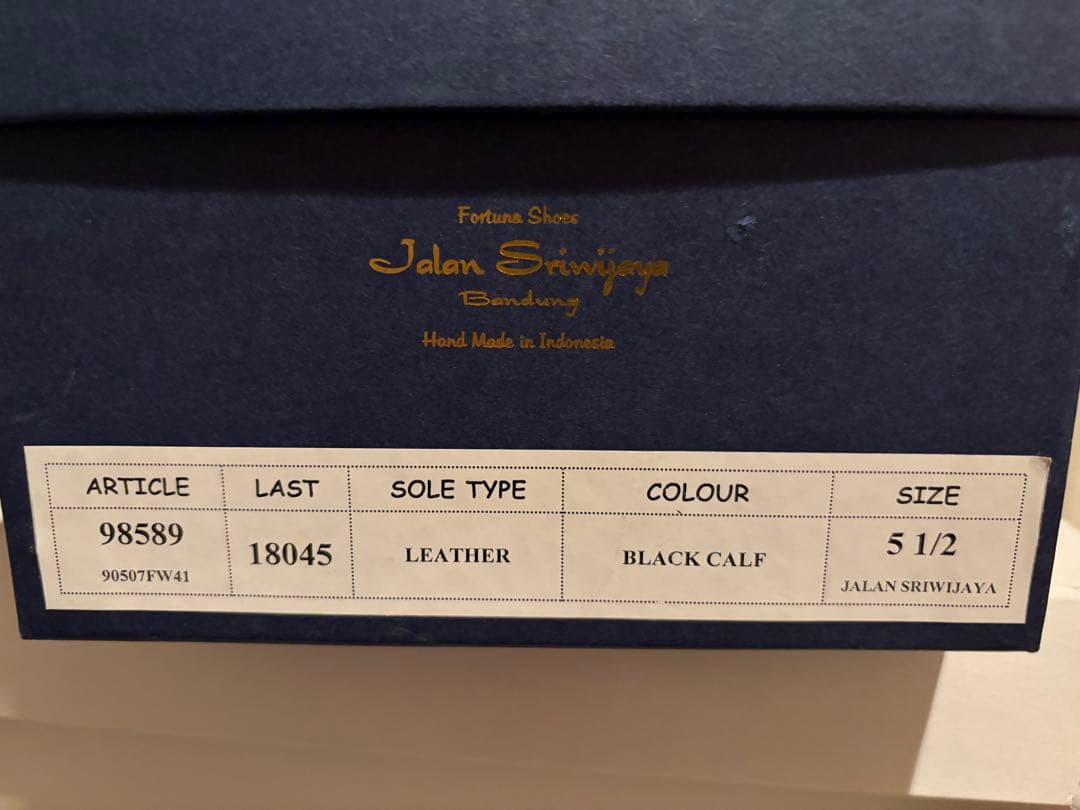 Fortuna Shoes
Jalan Sriwijaya
Bandung
Hand Made in Indonesia
ARTICLE LAST SOLE TYPE COLOUR SIZE
98589 18045 LEATHER BLACK CALF 5 1/2
90507FW41 JALAN SRIWIJAYA